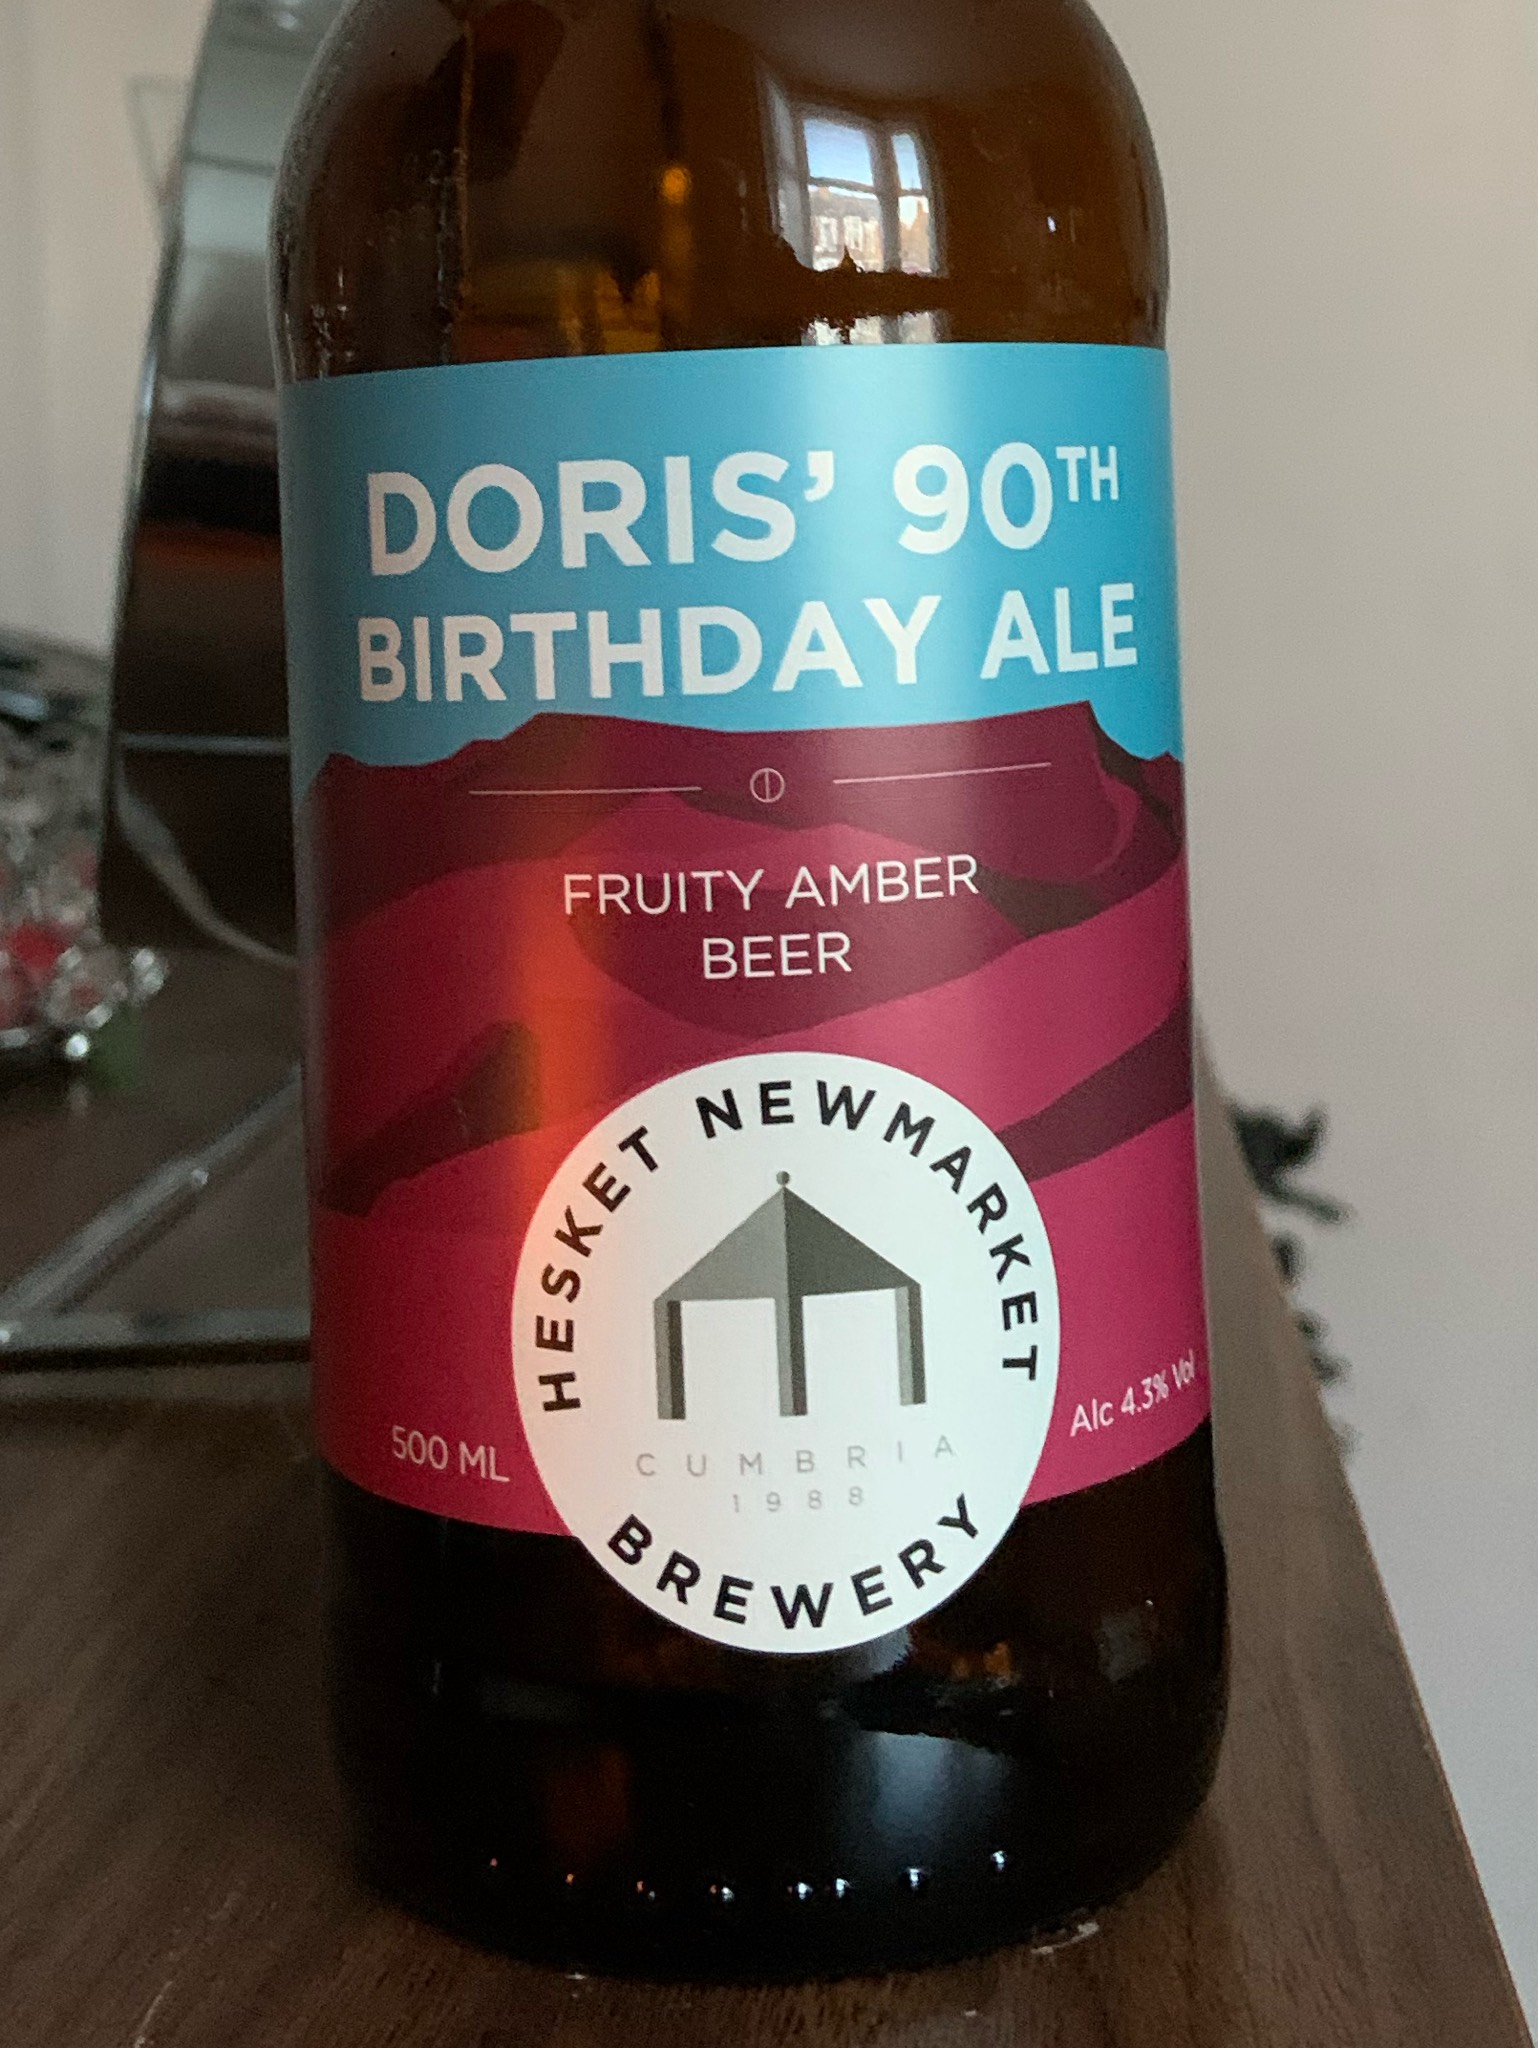 DORIS' 90TH
BIRTHDAY ALE
FRUITY AMBER
BEER
HESKET NEWMARKET
CUMBRIA
1988
BREWERY
500 ML
Alc 4.3% Vol